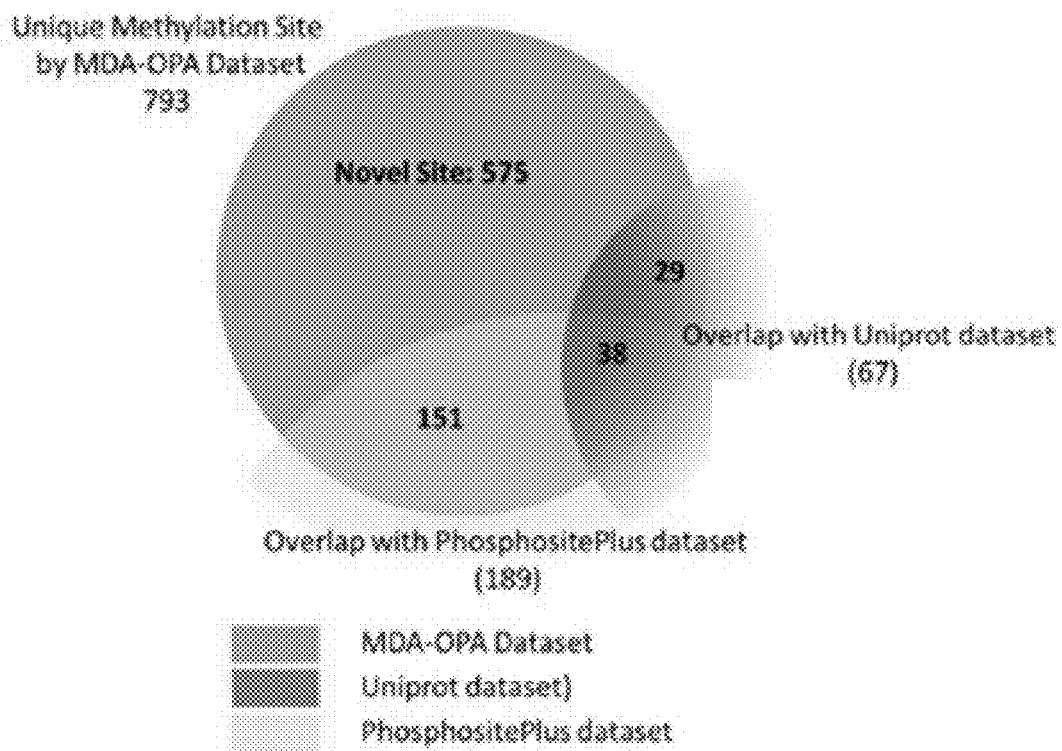 Unique Methylation Site
by MDA-OPA Dataset
793
Novel Site: 575
29
38
Overlap with Uniprot dataset
(67)
151
Overlap with PhosphositePlus dataset
(189)
MDA-OPA Dataset
Uniprot dataset)
PhosphositePlus dataset